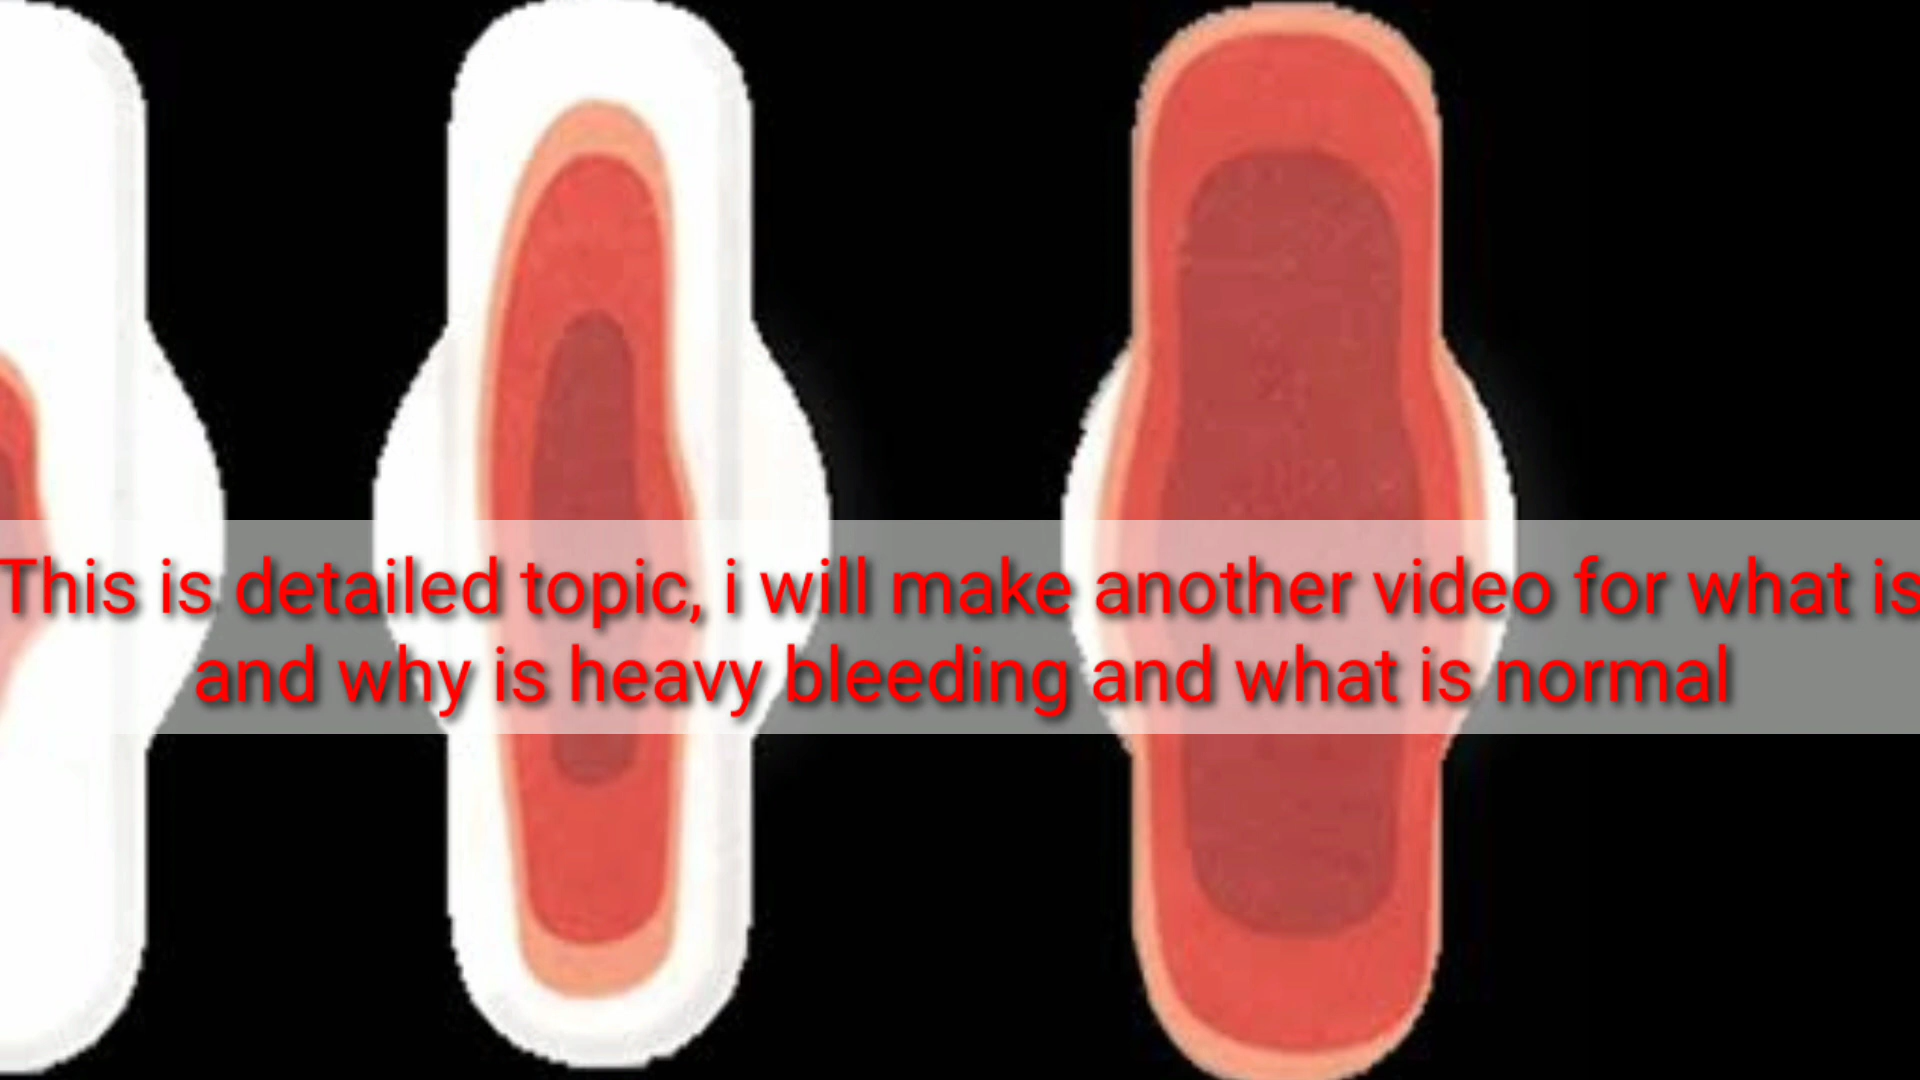 This is detailed topic, i will make another video for what is
and why is heavy bleeding and what is normal